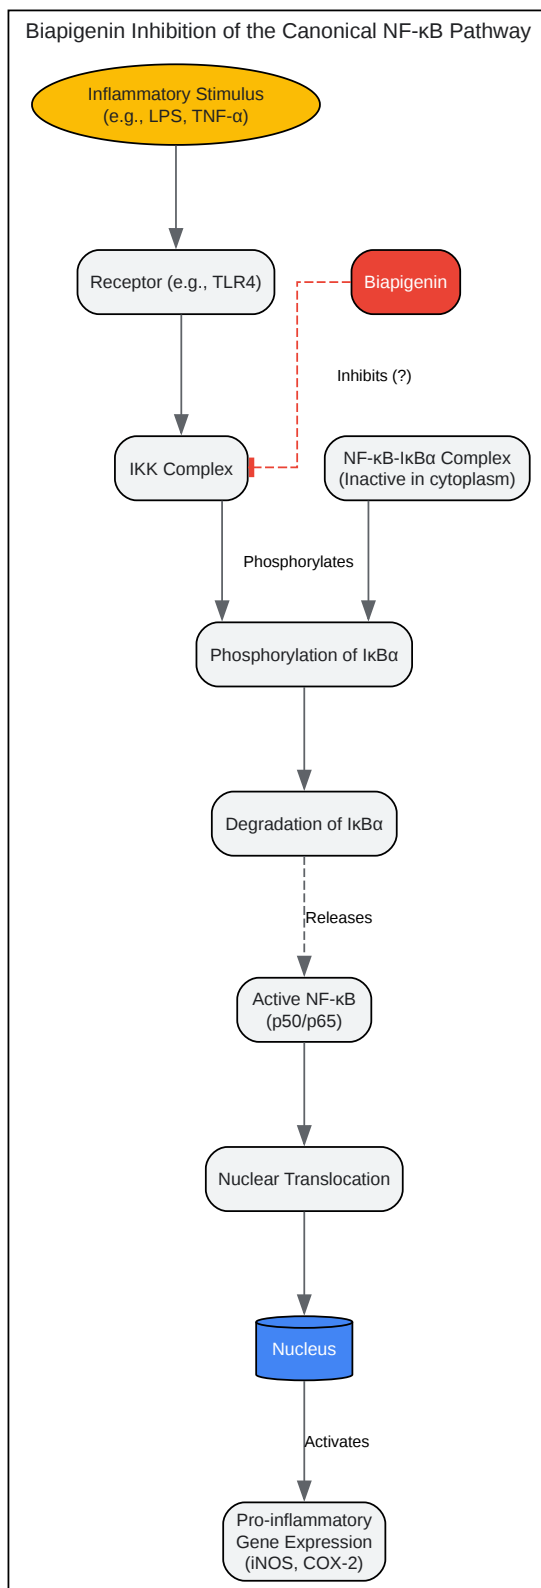 Biapigenin Inhibition of the Canonical NF-κB Pathway
Inflammatory Stimulus
(e.g., LPS, TNF-α)
Receptor (e.g., TLR4)
Biapigenin
Inhibits (?)
IKK Complex
NF-κB-IκBα Complex
(Inactive in cytoplasm)
Phosphorylates
Phosphorylation of IκBα
Degradation of IκBα
Releases
Active NF-κB
(p50/p65)
Nuclear Translocation
Nucleus
Activates
Pro-inflammatory
Gene Expression
(iNOS, COX-2)